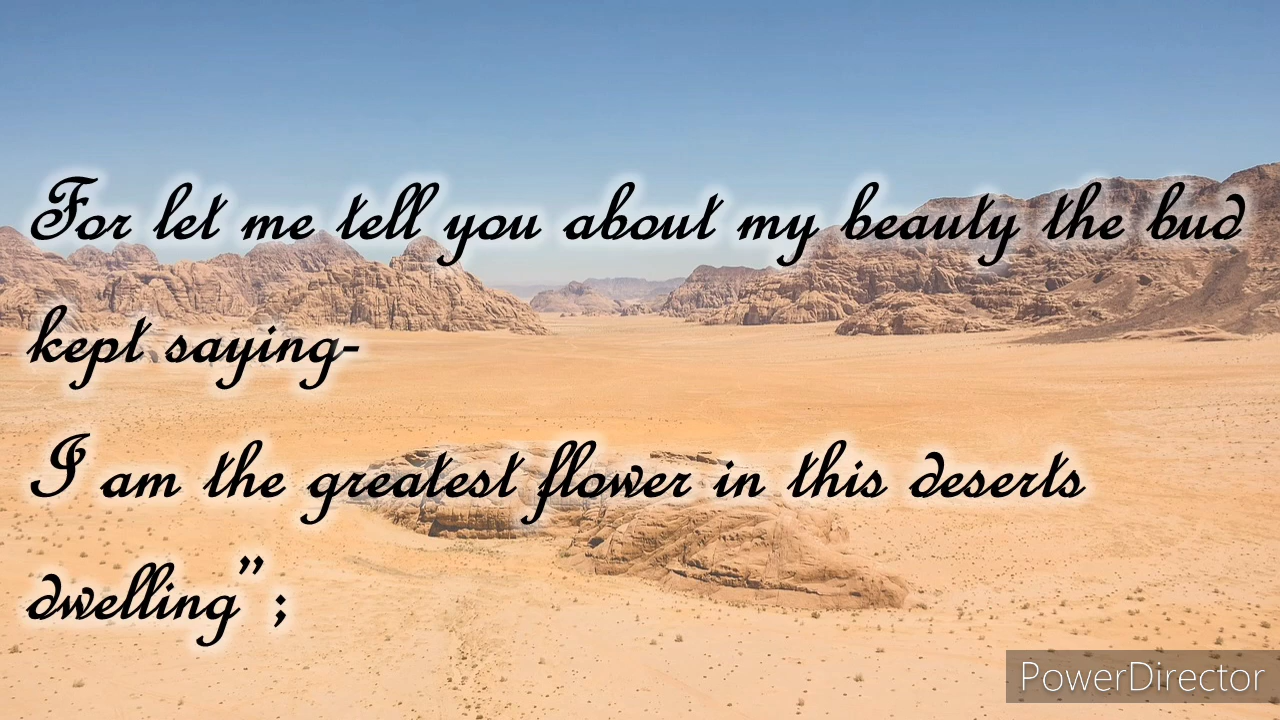 For let me tell you about my beauty the bud
kept saying-
I am the greatest flower in this deserts
dwelling";
PowerDirector